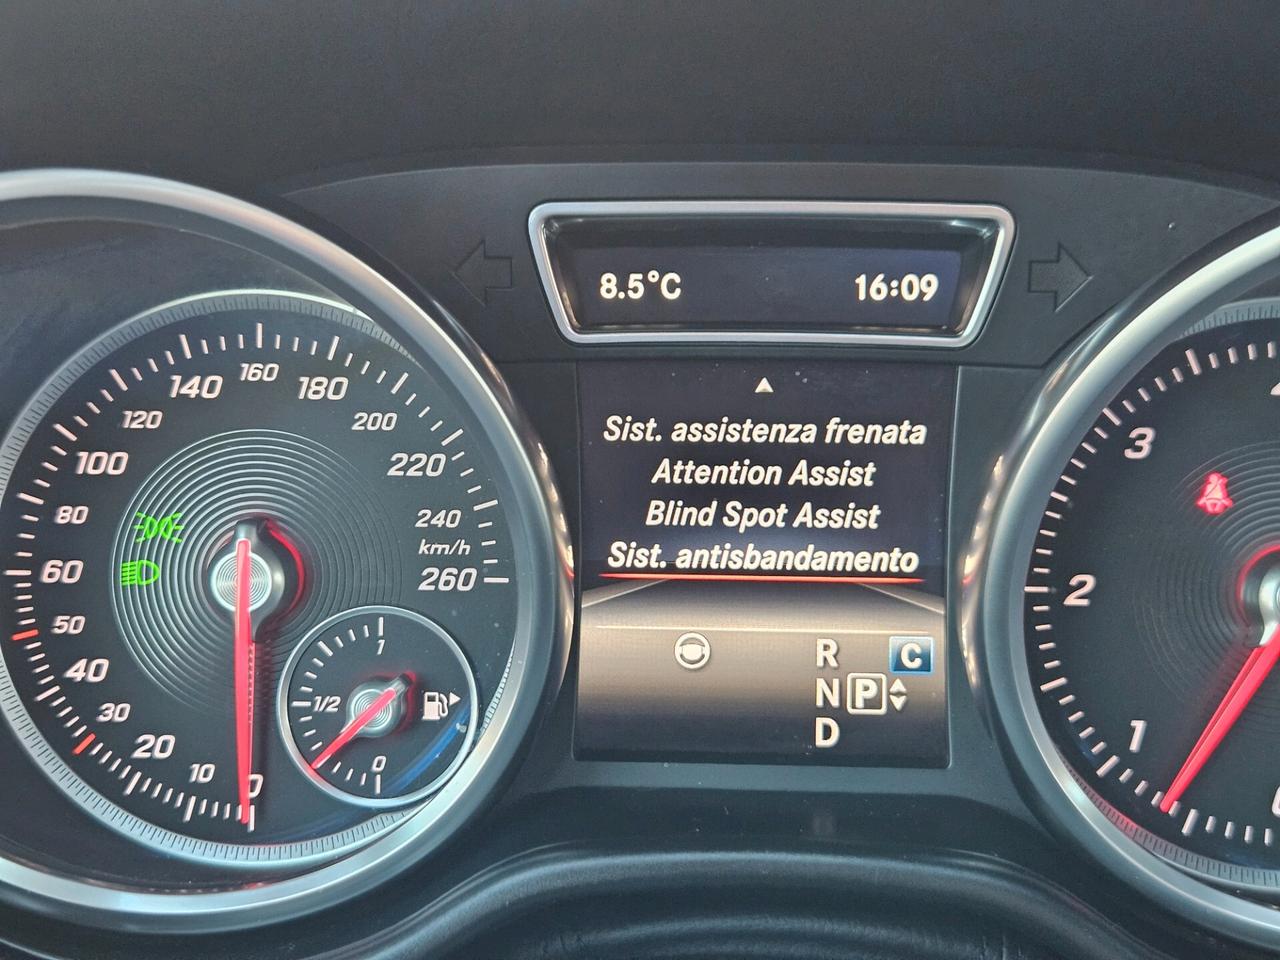 8.5°C 16:09
Sist. assistenza frenata
Attention Assist
Blind Spot Assist
Sist. antisbandamento
R C
N P
D
0
10
20
30
40
50
60
80
100
120
140
160
180
200
220
240
km/h
260
1
1/2
0
1
2
3